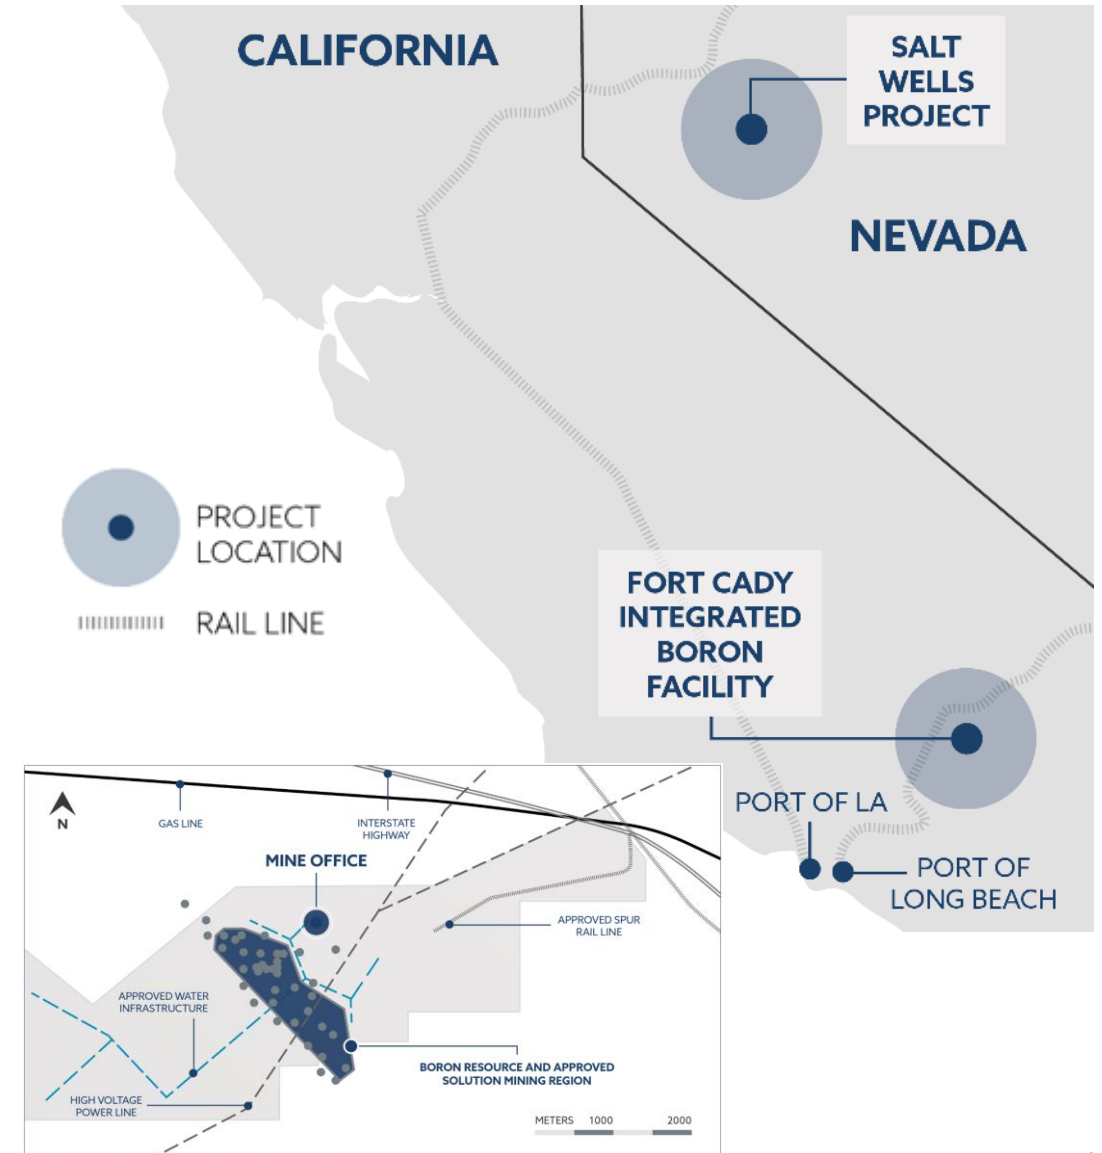 CALIFORNIA
SALT
WELLS
PROJECT
NEVADA
PROJECT
LOCATION
RAIL LINE
FORT CADY
INTEGRATED
BORON
FACILITY
PORT OF LA
PORT OF
LONG BEACH
N
GAS LINE
INTERSTATE
HIGHWAY
MINE OFFICE
APPROVED SPUR
RAIL LINE
APPROVED WATER
INFRASTRUCTURE
BORON RESOURCE AND APPROVED
SOLUTION MINING REGION
HIGH VOLTAGE
POWER LINE
METERS 1000 2000